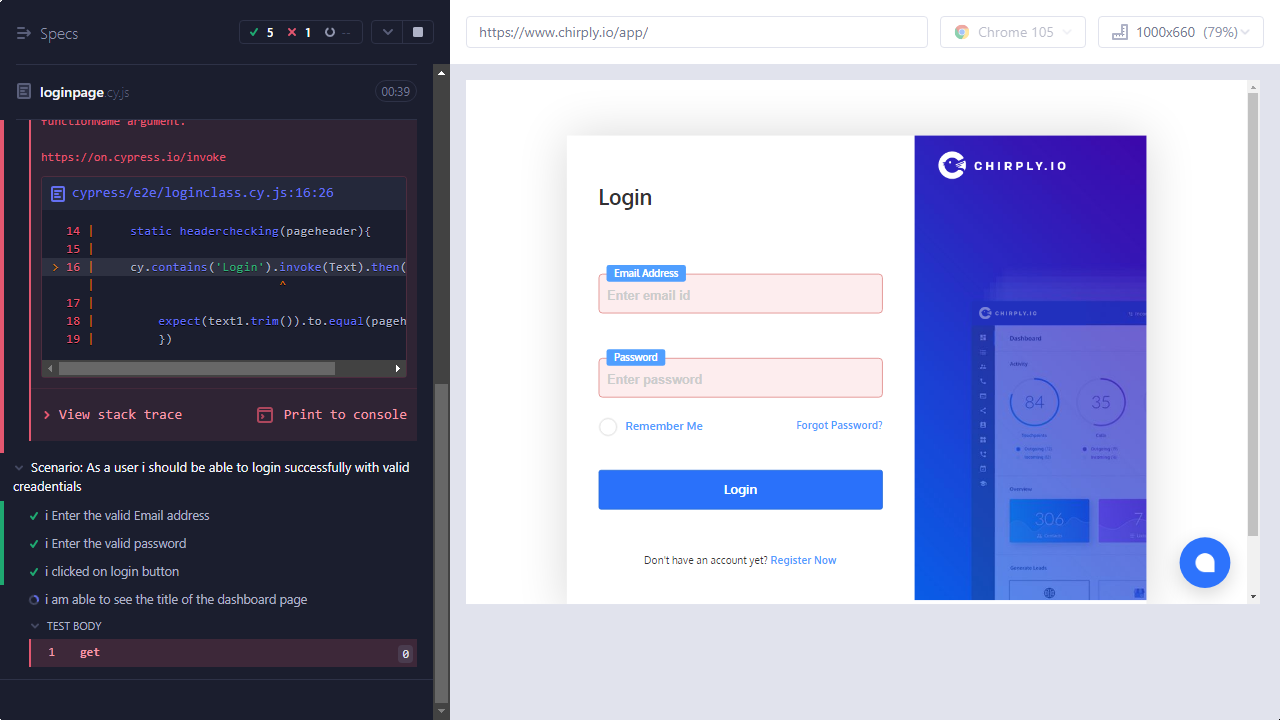 Specs
5
1
--
loginpage.cy.js
00:39
functionName argument.
https://on.cypress.io/invoke
cypress/e2e/loginclass.cy.js:16:26
14 | static headerchecking(pageheader){
15 |
> 16 | cy.contains('Login').invoke(Text).then(
| ^
17 |
18 | expect(text1.trim()).to.equal(pageh
19 | })
View stack trace
Print to console
Scenario: As a user i should be able to login successfully with valid
creadentials
i Enter the valid Email address
i Enter the valid password
i clicked on login button
i am able to see the title of the dashboard page
TEST BODY
1 get 0
https://www.chirply.io/app/
Chrome 105
1000x660 (79%)
Login
Email Address
Enter email id
Password
Enter password
Remember Me
Forgot Password?
Login
Don't have an account yet? Register Now
CHIRPLY.IO
CHIRPLY.IO
Dashboard
Activity
84
35
Overview
306
7
Generate Leads